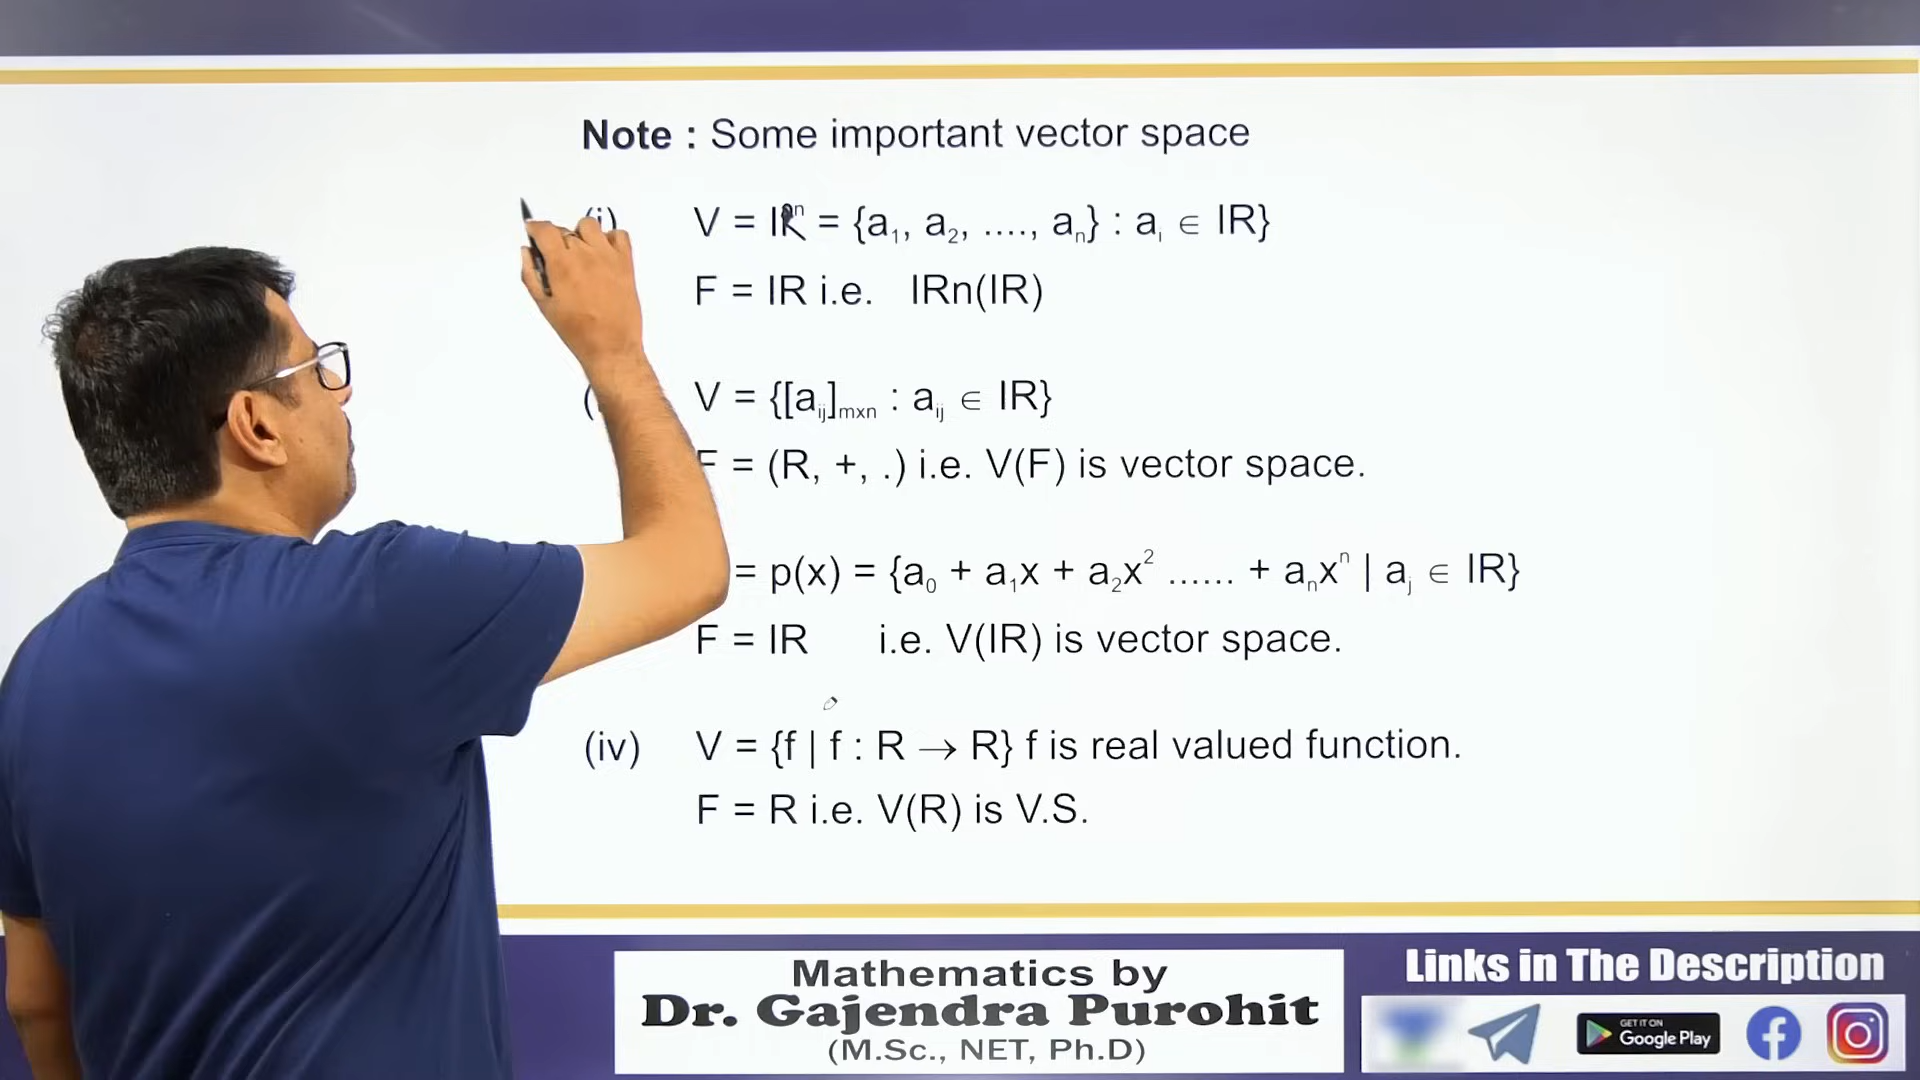 Note : Some important vector space
(i) V = IRⁿ = {a₁, a₂, ...., aₙ} : aᵢ ∈ IR}
F = IR i.e. IRn(IR)
( V = {[aᵢⱼ]ₘₓₙ : aᵢⱼ ∈ IR}
F = (R, +, .) i.e. V(F) is vector space.
= p(x) = {a₀ + a₁x + a₂x² ...... + aₙxⁿ | aⱼ ∈ IR}
F = IR i.e. V(IR) is vector space.
(iv) V = {f | f : R → R} f is real valued function.
F = R i.e. V(R) is V.S.
Mathematics by
Dr. Gajendra Purohit
(M.Sc., NET, Ph.D)
Links in The Description
GET IT ON
Google Play